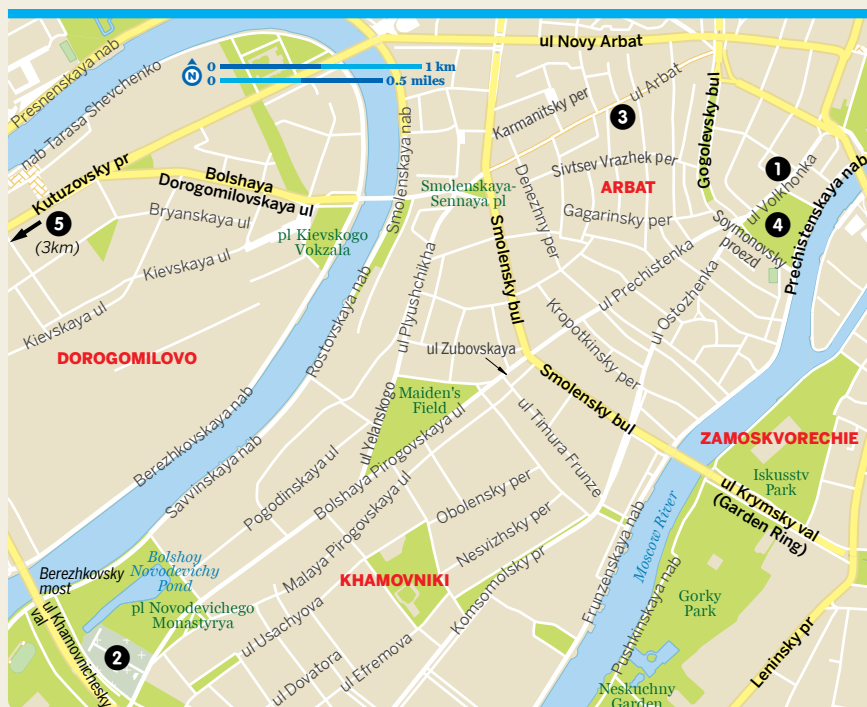 ul Novy Arbat
Presnenskaya nab
nab Tarasa Shevchenko
N
0 1 km
0 0.5 miles
Karmanitsky per
3
ul Arbat
Gogolevsky bul
Smolenskaya nab
Kutuzovsky pr
Bolshaya
Dorogomilovskaya ul
Smolenskaya-
Sennaya pl
Sivtsev Vrazhek per
ARBAT
1
ul Volkhonka
Prechistenskaya nab
5
(3km)
Bryanskaya ul
pl Kievskogo
Vokzala
Denezhny per
Gagarinsky per
4
Soymonovsky
proezd
Kievskaya ul
Kievskaya ul
ul Plyushchikha
Smolensky bul
ul Prechistenka
ul Ostozhenka
Rostovskaya nab
DOROGOMILOVO
ul Zubovskaya
Kropotkinsky per
Smolensky bul
Maiden's
Field
ul Yelanskogo
ul Timura Frunze
Berezhkovskaya nab
Savvinskaya nab
Pogodinskaya ul
Bolshaya Pirogovskaya ul
ZAMOSKVORECHIE
Iskusstv
Park
ul Krymsky val
(Garden Ring)
Malaya Pirogovskaya ul
Obolensky per
Nesvizhsky per
Moscow River
Frunzenskaya nab
Bolshoy
Novodevichy
Pond
Berezhkovsky
most
KHAMOVNIKI
Komsomolsky pr
Gorky
Park
Pushkinskaya nab
pl Novodevichego
Monastyrya
ul Khamovnichesky
val
2
ul Usachyova
ul Dovatora
ul Efremova
Leninsky pr
Neskuchny
Garden